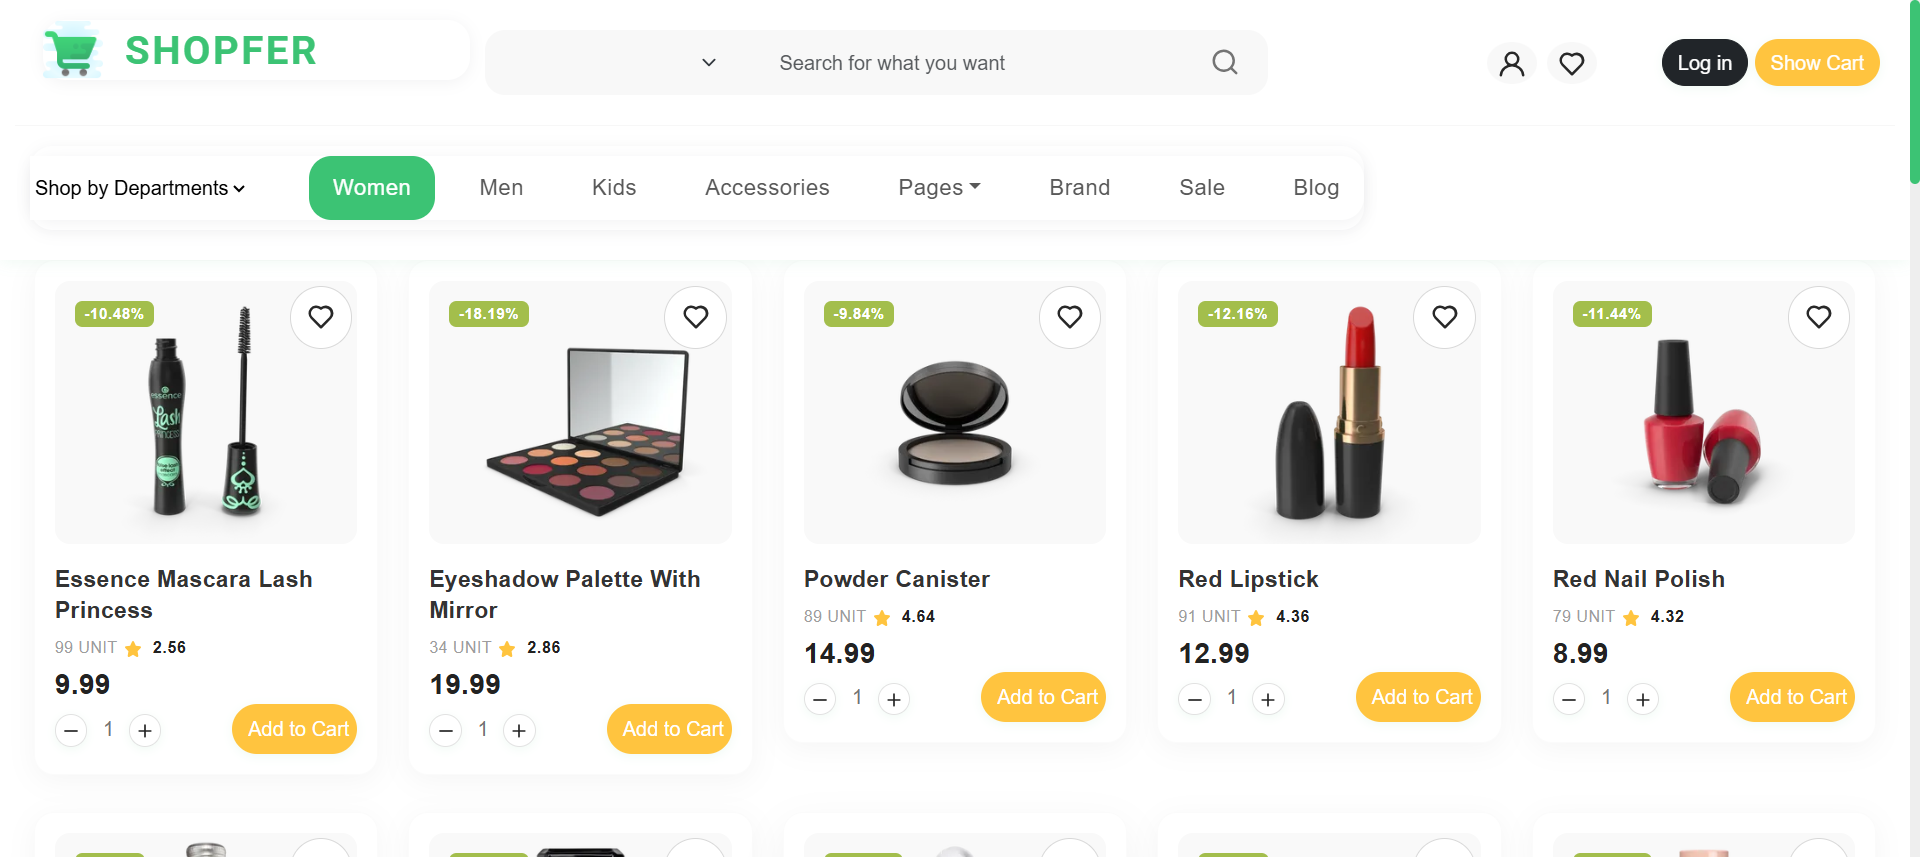 SHOPFER
Search for what you want
Log in
Show Cart
Shop by Departments
Women
Men
Kids
Accessories
Pages
Brand
Sale
Blog
-10.48%
-18.19%
-9.84%
-12.16%
-11.44%
essence
Lash
PRINCESS
Essence Mascara Lash
Princess
99 UNIT 2.56
9.99
1
Add to Cart
Eyeshadow Palette With
Mirror
34 UNIT 2.86
19.99
1
Add to Cart
Powder Canister
89 UNIT 4.64
14.99
1
Add to Cart
Red Lipstick
91 UNIT 4.36
12.99
1
Add to Cart
Red Nail Polish
79 UNIT 4.32
8.99
1
Add to Cart